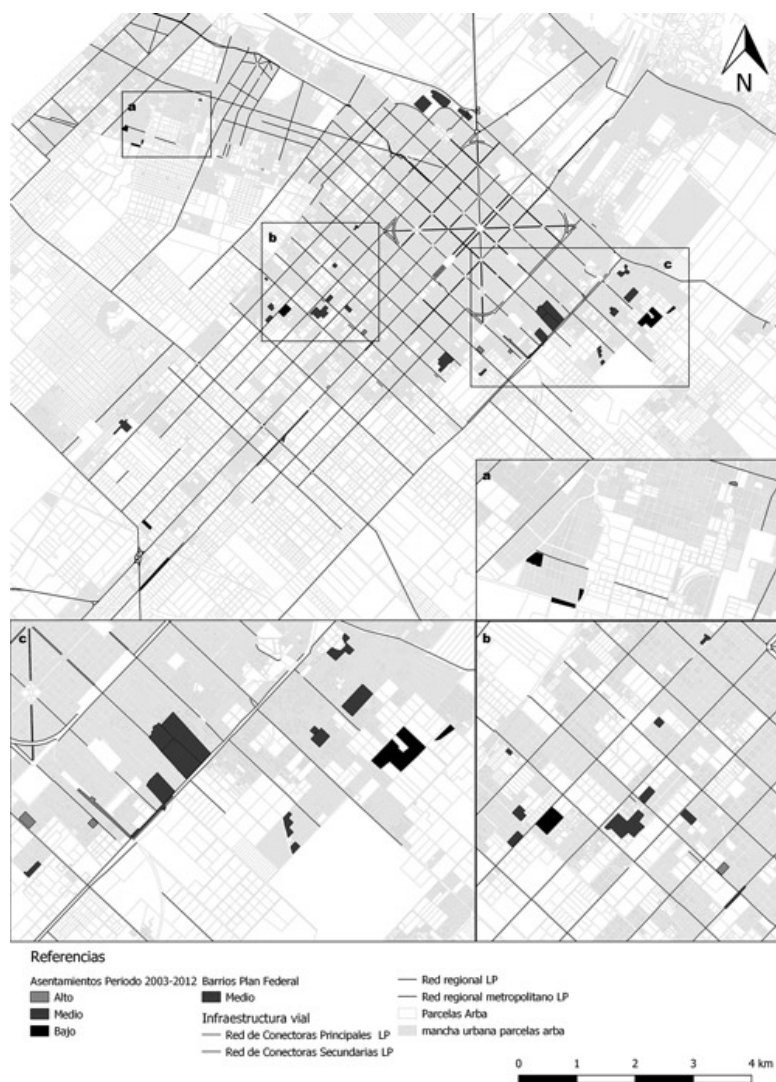 N
a
b
c
a
c
b
Referencias
Asentamientos Periodo 2003-2012
Alto
Medio
Bajo
Barrios Plan Federal
Medio
Infraestructura vial
Red de Conectoras Principales LP
Red de Conectoras Secundarias LP
Red regional LP
Red regional metropolitano LP
Parcelas Arba
mancha urbana parcelas arba
0 1 2 3 4 km